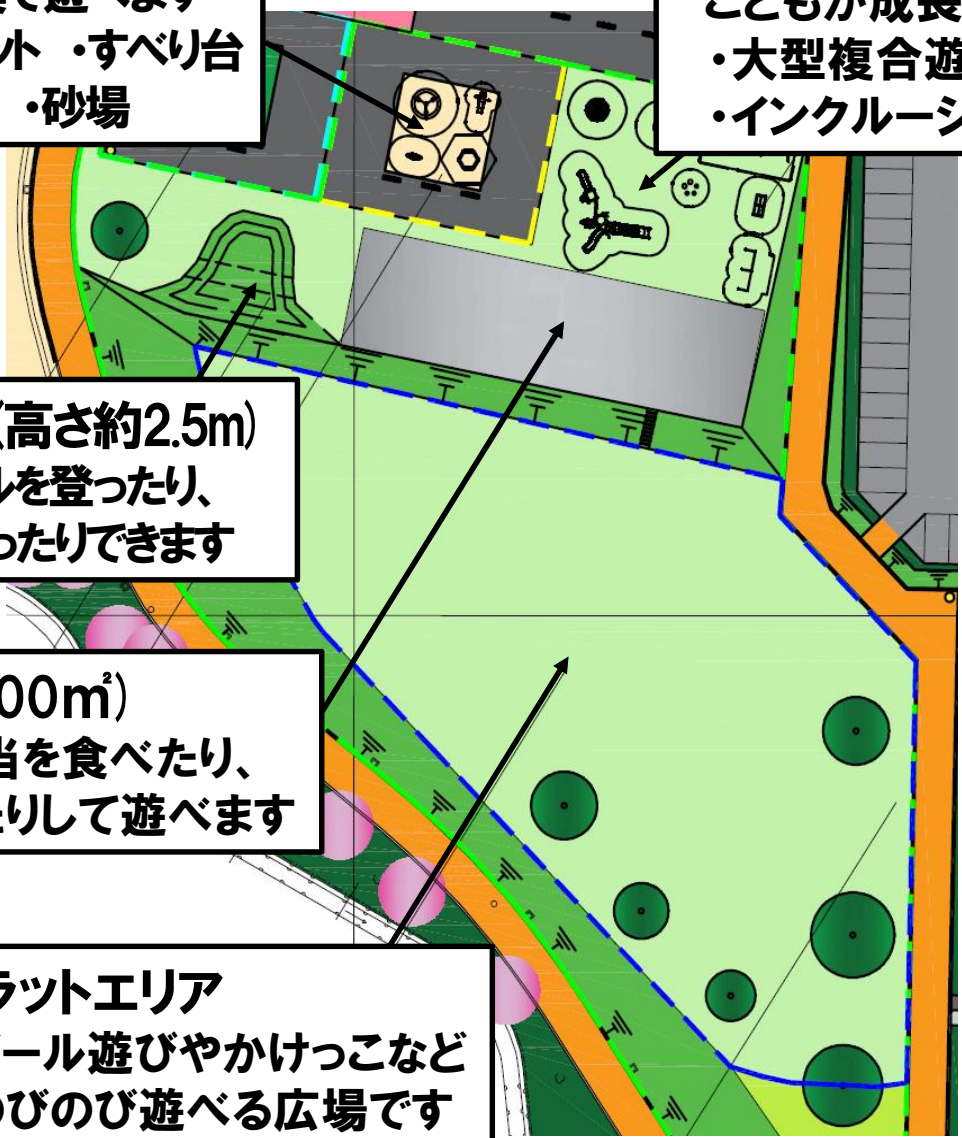 で遊べます
ント ・すべり台
・砂場
こどもが成長
・大型複合遊
・インクルーシ
(高さ約2.5m)
ルを登ったり、
ったりできます
00㎡)
当を食べたり、
たりして遊べます
ラットエリア
ボール遊びやかけっこなど
のびのび遊べる広場です